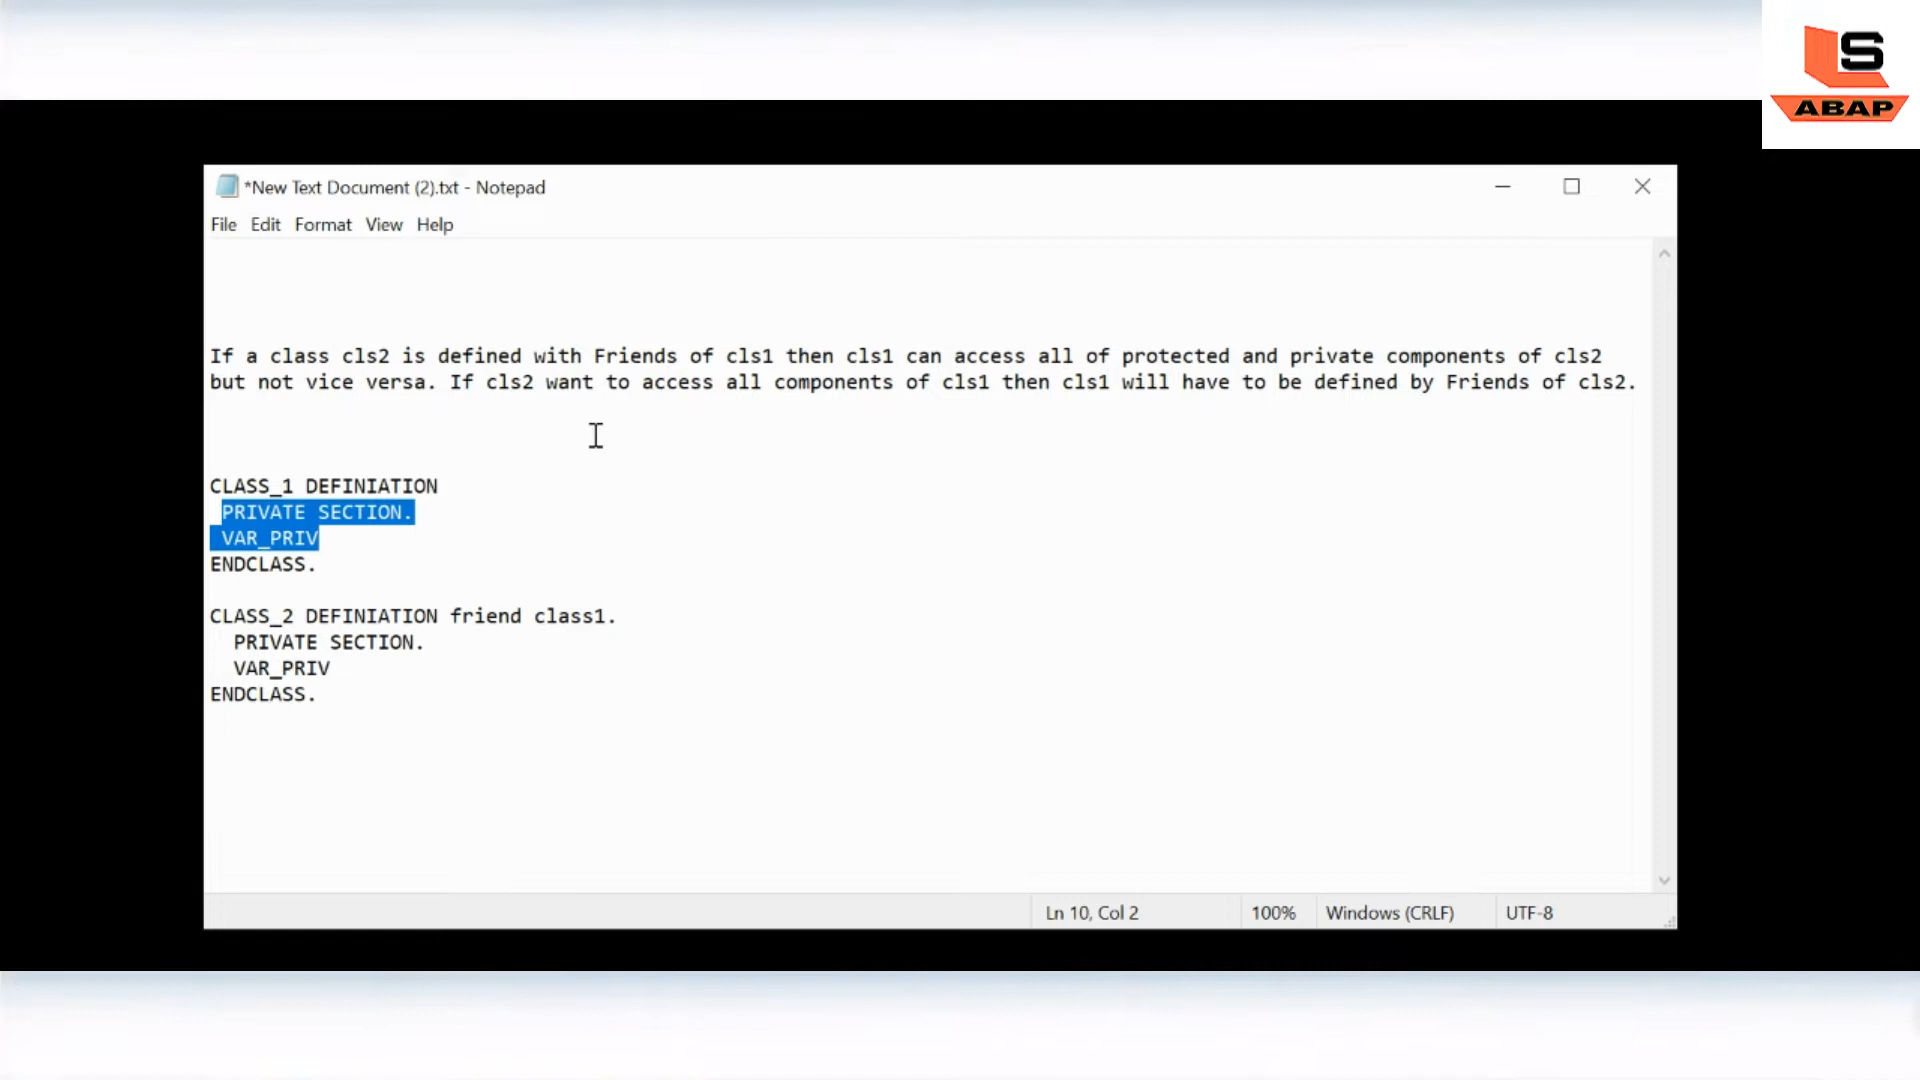 LS
ABAP
*New Text Document (2).txt - Notepad
File Edit Format View Help
If a class cls2 is defined with Friends of cls1 then cls1 can access all of protected and private components of cls2
but not vice versa. If cls2 want to access all components of cls1 then cls1 will have to be defined by Friends of cls2.
CLASS_1 DEFINIATION
PRIVATE SECTION.
VAR_PRIV
ENDCLASS.
CLASS_2 DEFINIATION friend class1.
PRIVATE SECTION.
VAR_PRIV
ENDCLASS.
Ln 10, Col 2 100% Windows (CRLF) UTF-8